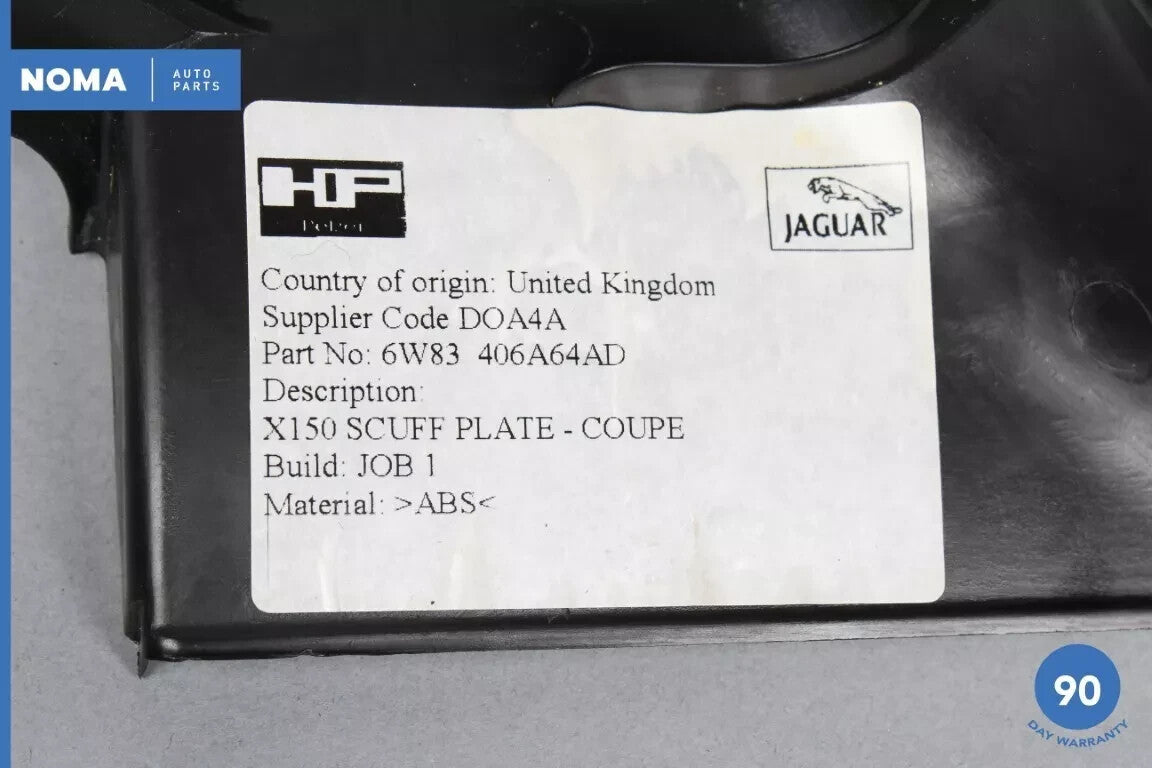 NOMA
AUTO
PARTS
HP
Pelzer
JAGUAR
Country of origin: United Kingdom
Supplier Code DOA4A
Part No: 6W83 406A64AD
Description:
X150 SCUFF PLATE - COUPE
Build: JOB 1
Material: >ABS<
90
DAY WARRANTY